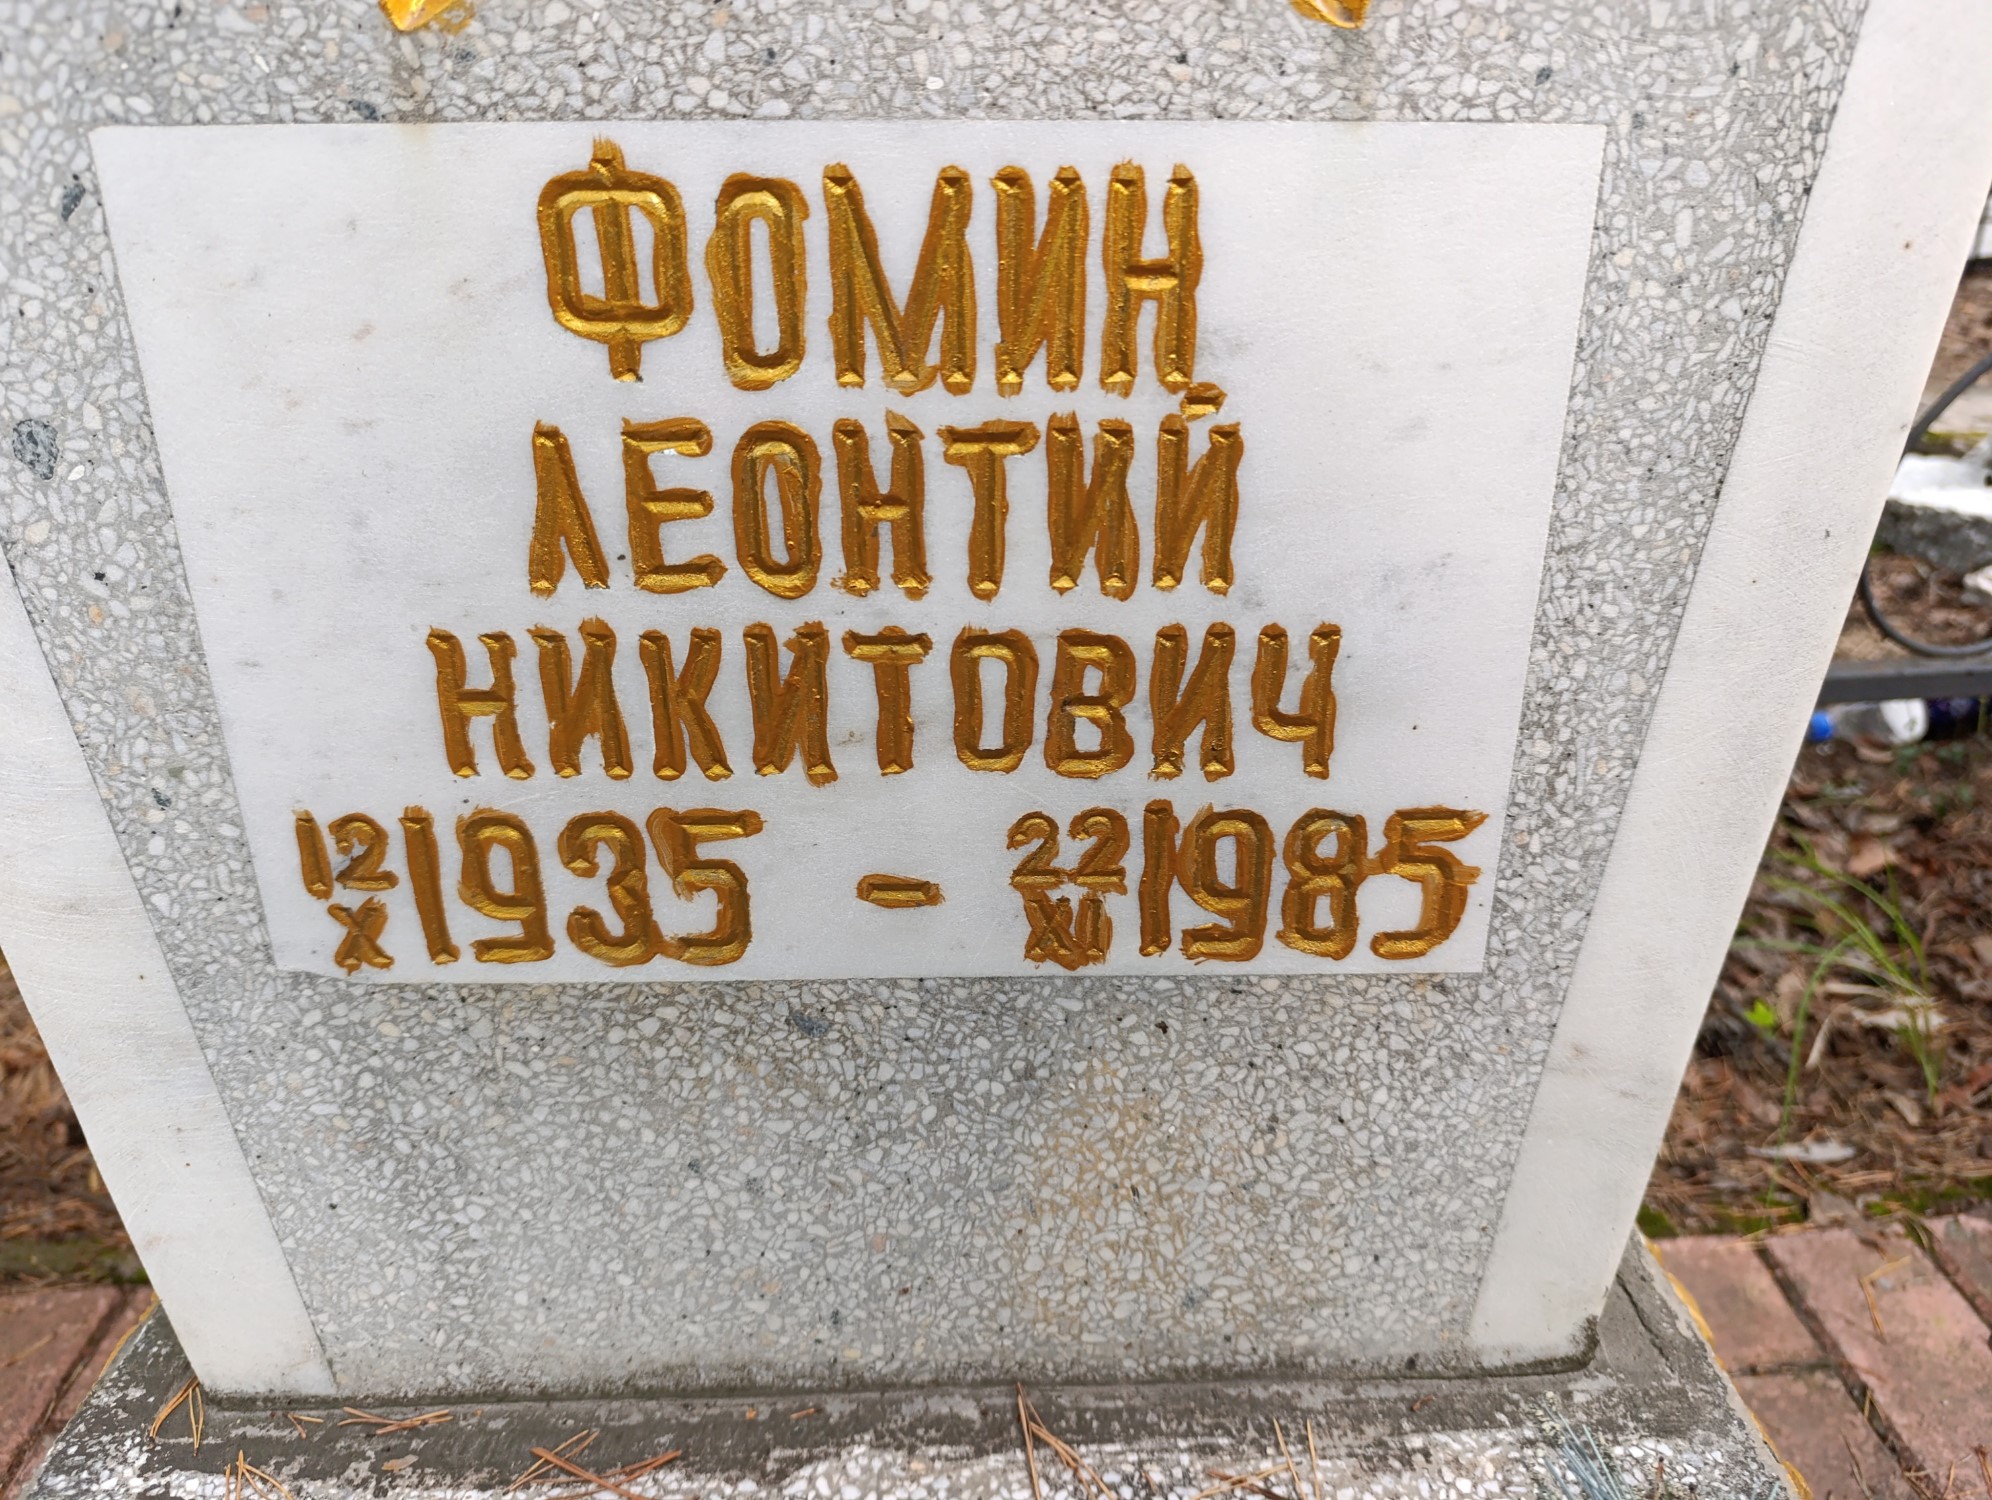 ФОМИН
ЛЕОНТИЙ
НИКИТОВИЧ
12/X 1935 - 22/XI 1985